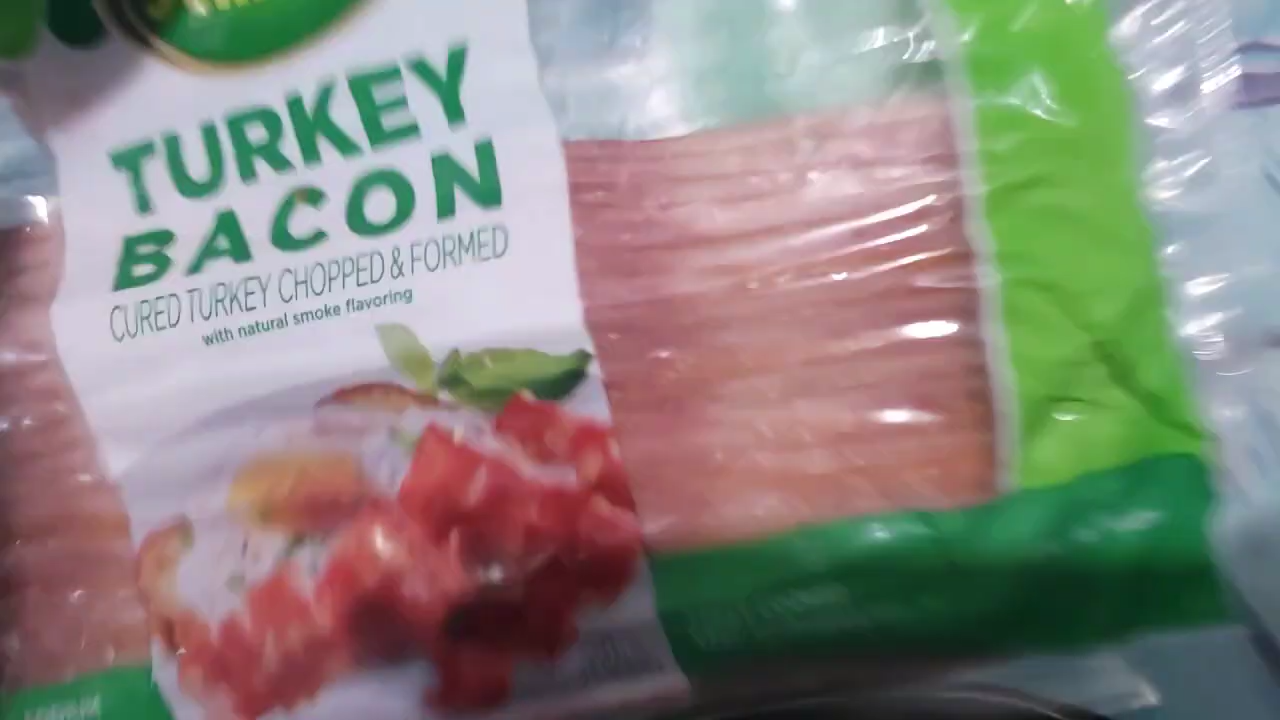 TURKEY
BACON
CURED TURKEY CHOPPED & FORMED
with natural smoke flavoring